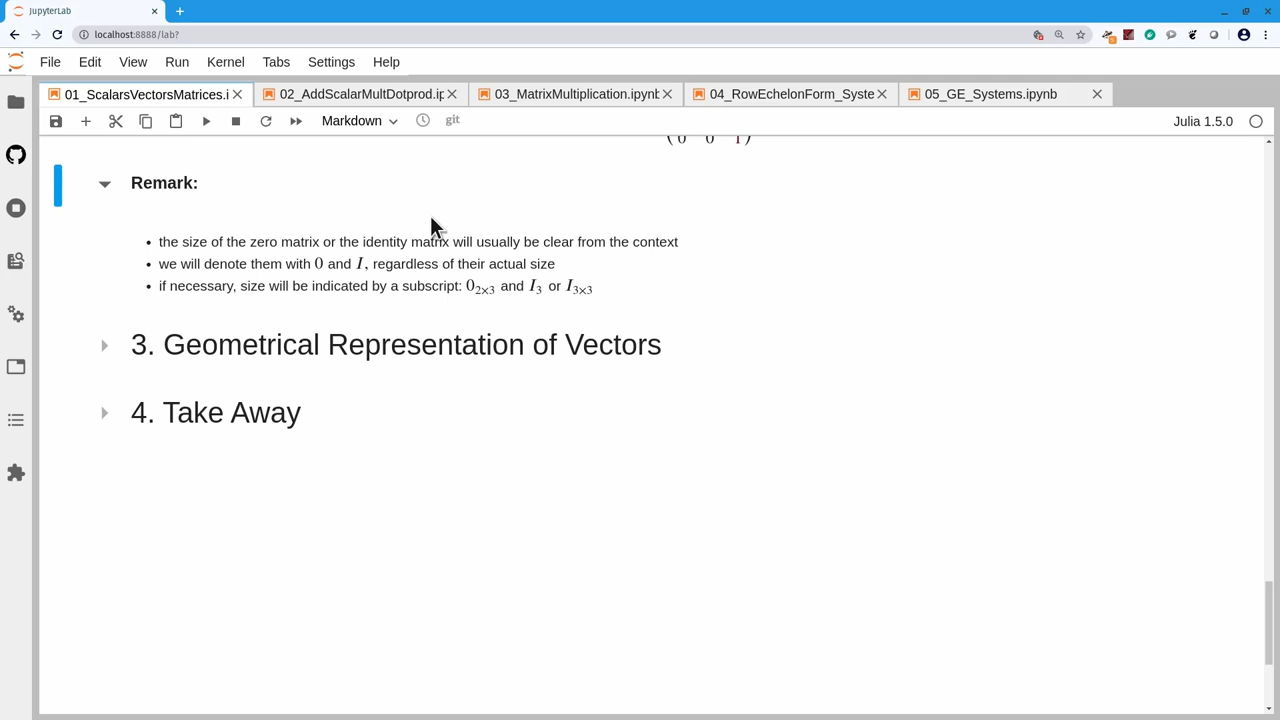 JupyterLab
localhost:8888/lab?
File Edit View Run Kernel Tabs Settings Help
01_ScalarsVectorsMatrices.i 02_AddScalarMultDotprod.ip 03_MatrixMultiplication.ipynb 04_RowEchelonForm_Syste 05_GE_Systems.ipynb
Markdown git Julia 1.5.0
(0 0 1)
Remark:
• the size of the zero matrix or the identity matrix will usually be clear from the context
• we will denote them with 0 and I, regardless of their actual size
• if necessary, size will be indicated by a subscript: 0₂ₓ₃ and I₃ or I₃ₓ₃
3. Geometrical Representation of Vectors
4. Take Away